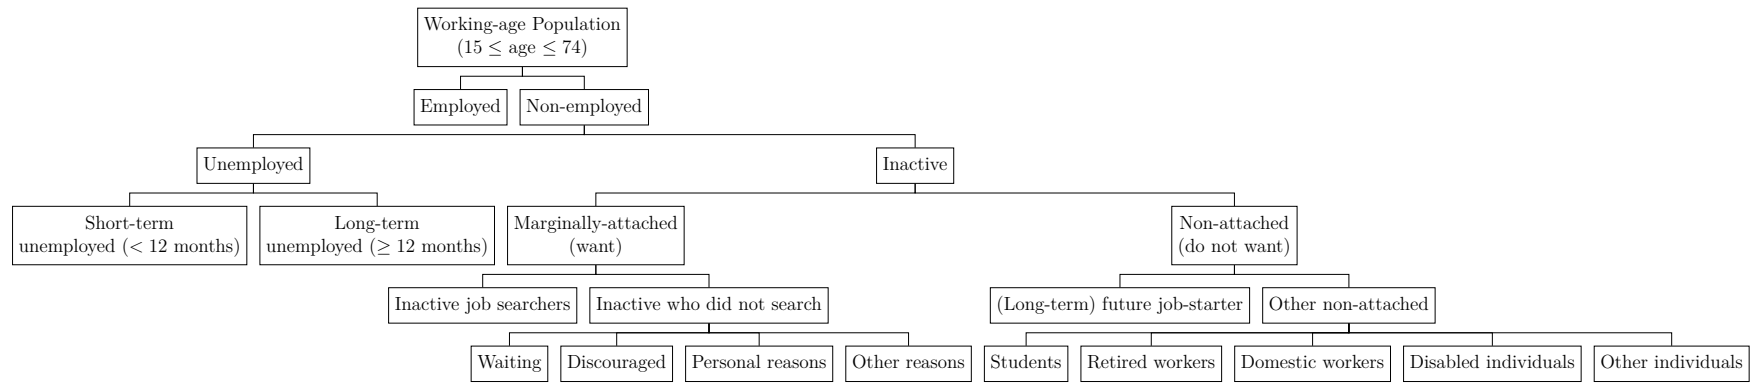 Working-age Population
(15 ≤ age ≤ 74)
Employed
Non-employed
Unemployed
Inactive
Short-term
unemployed (< 12 months)
Long-term
unemployed (≥ 12 months)
Marginally-attached
(want)
Non-attached
(do not want)
Inactive job searchers
Inactive who did not search
(Long-term) future job-starter
Other non-attached
Waiting
Discouraged
Personal reasons
Other reasons
Students
Retired workers
Domestic workers
Disabled individuals
Other individuals